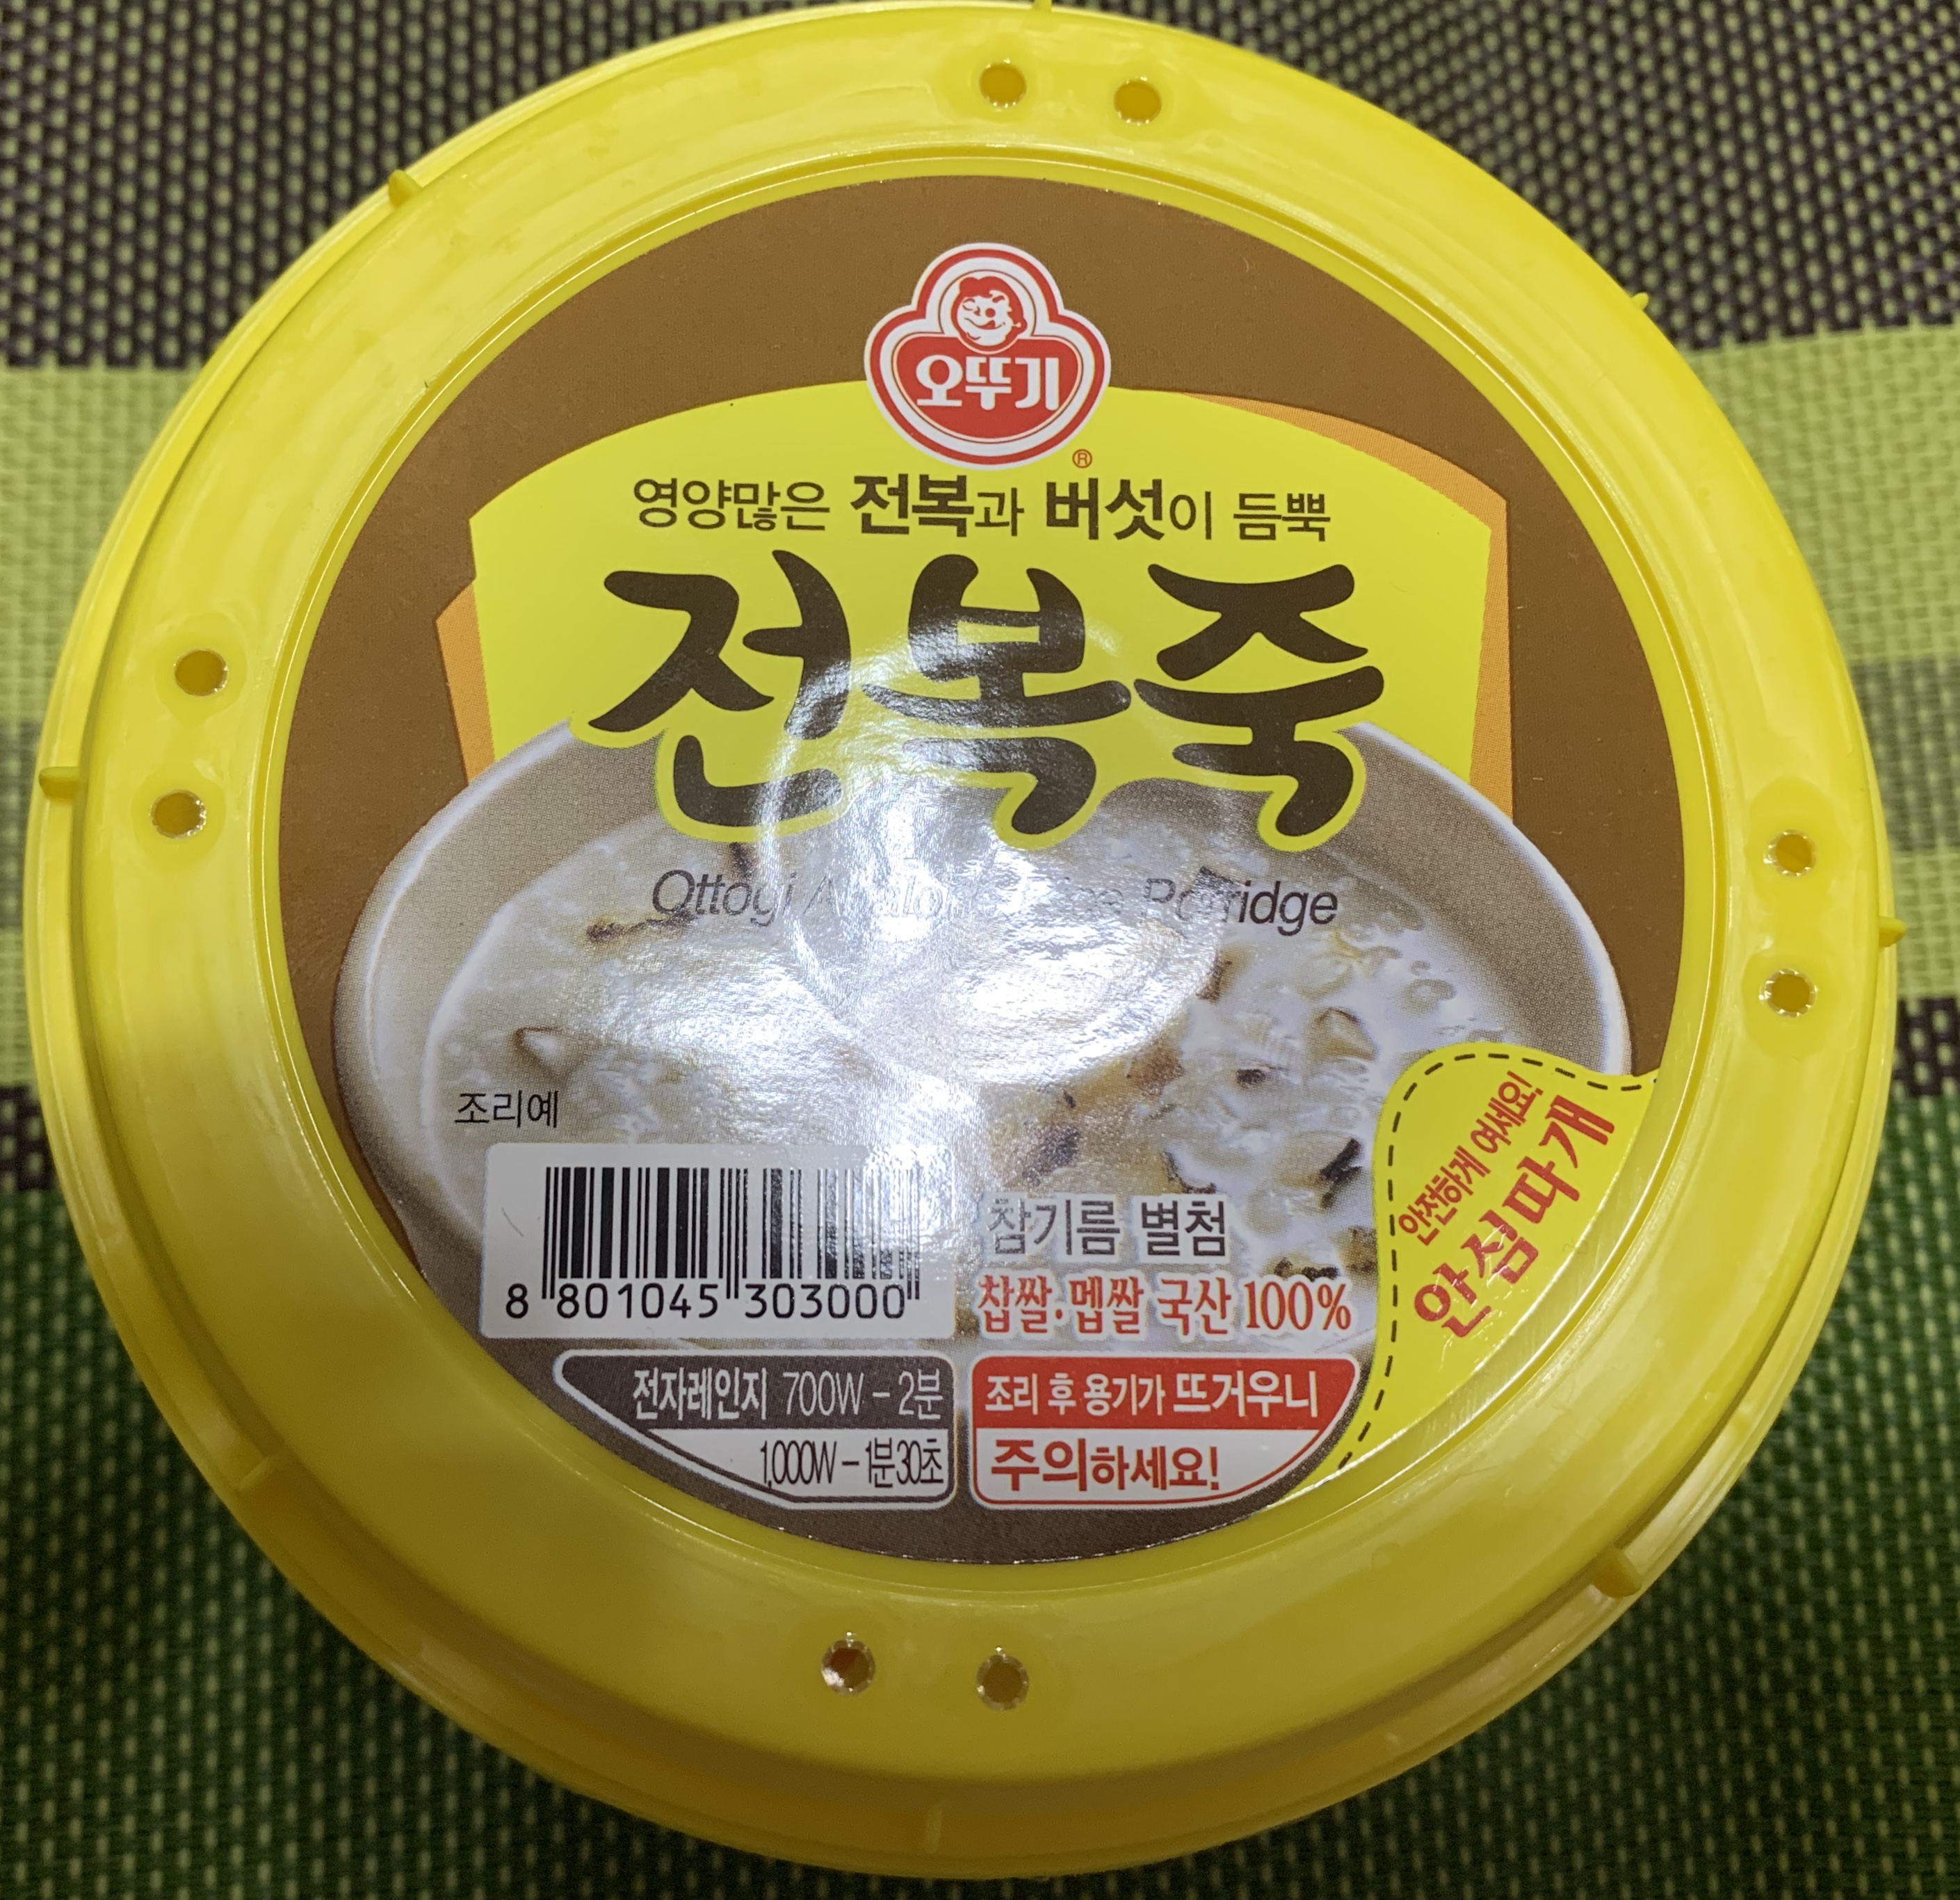 오뚜기
®
영양많은 전복과 버섯이 듬뿍
전복죽
Ottogi Porridge
조리예
8 801045 303000
참기름 별첨
찹쌀·멥쌀 국산 100%
전자레인지 700W - 2분
1,000W - 1분30초
조리 후 용기가 뜨거우니
주의하세요!
안전하게 여세요!
안심따개